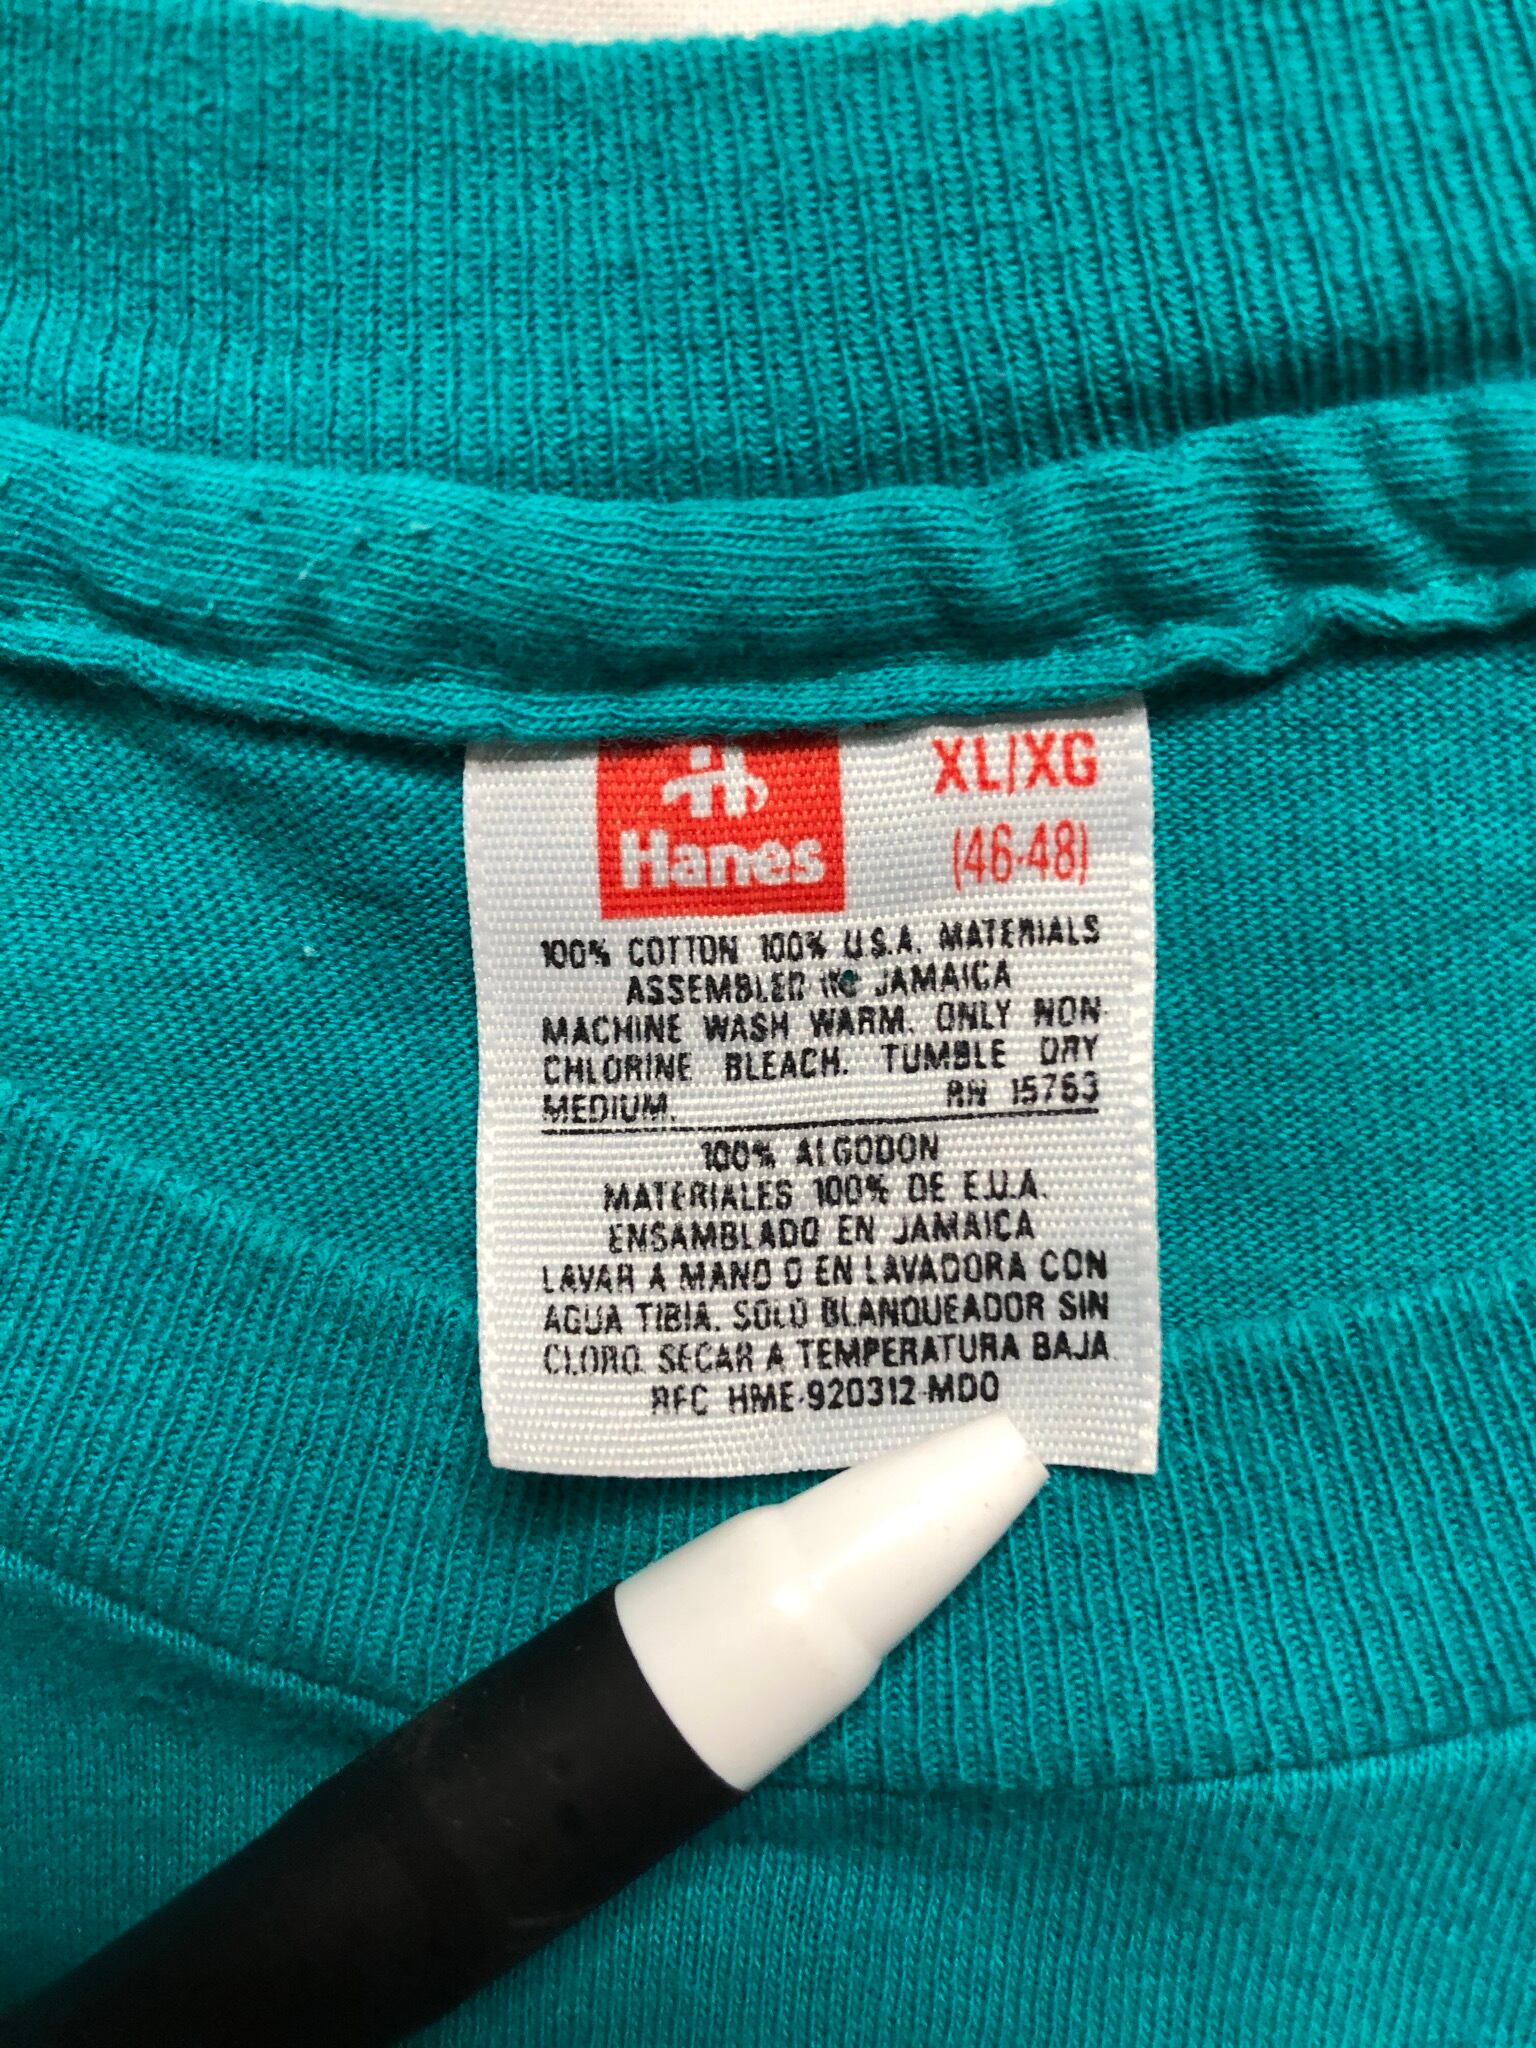 Hanes
XL/XG
(46-48)
100% COTTON 100% U.S.A. MATERIALS
ASSEMBLED IN JAMAICA
MACHINE WASH WARM. ONLY NON-
CHLORINE BLEACH. TUMBLE DRY
MEDIUM. RN 15763
100% ALGODON
MATERIALES 100% DE E.U.A.
ENSAMBLADO EN JAMAICA
LAVAR A MANO O EN LAVADORA CON
AGUA TIBIA. SOLO BLANQUEADOR SIN
CLORO. SECAR A TEMPERATURA BAJA.
RFC HME-920312-MD0